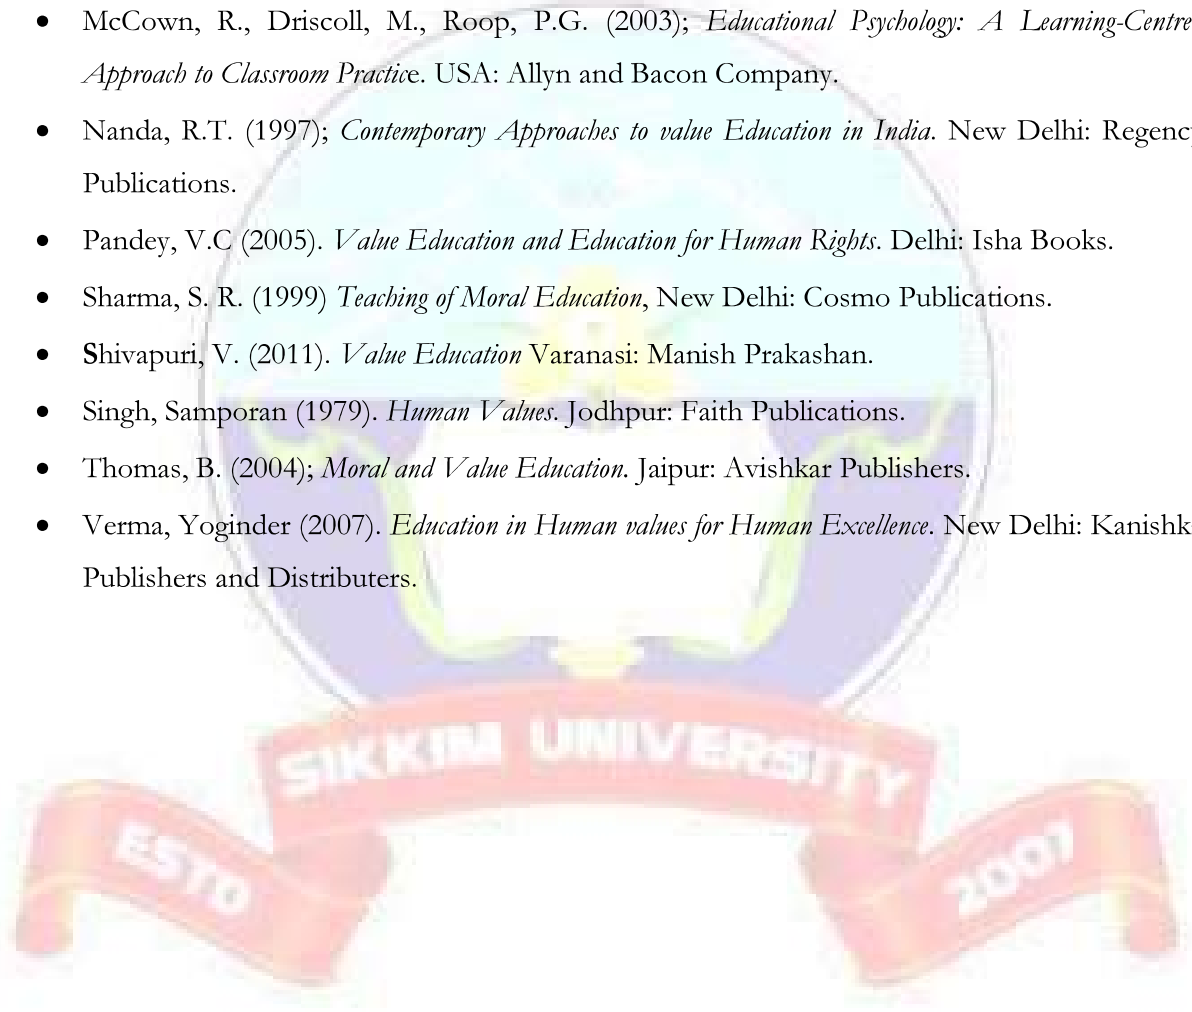 • McCown, R., Driscoll, M., Roop, P.G. (2003); Educational Psychology: A Learning-Centre
Approach to Classroom Practice. USA: Allyn and Bacon Company.
• Nanda, R.T. (1997); Contemporary Approaches to value Education in India. New Delhi: Regency
Publications.
• Pandey, V.C (2005). Value Education and Education for Human Rights. Delhi: Isha Books.
• Sharma, S. R. (1999) Teaching of Moral Education, New Delhi: Cosmo Publications.
• Shivapuri, V. (2011). Value Education Varanasi: Manish Prakashan.
• Singh, Samporan (1979). Human Values. Jodhpur: Faith Publications.
• Thomas, B. (2004); Moral and Value Education. Jaipur: Avishkar Publishers.
• Verma, Yoginder (2007). Education in Human values for Human Excellence. New Delhi: Kanishk
Publishers and Distributers.
SIKKIM UNIVERSITY
ESTD 2007